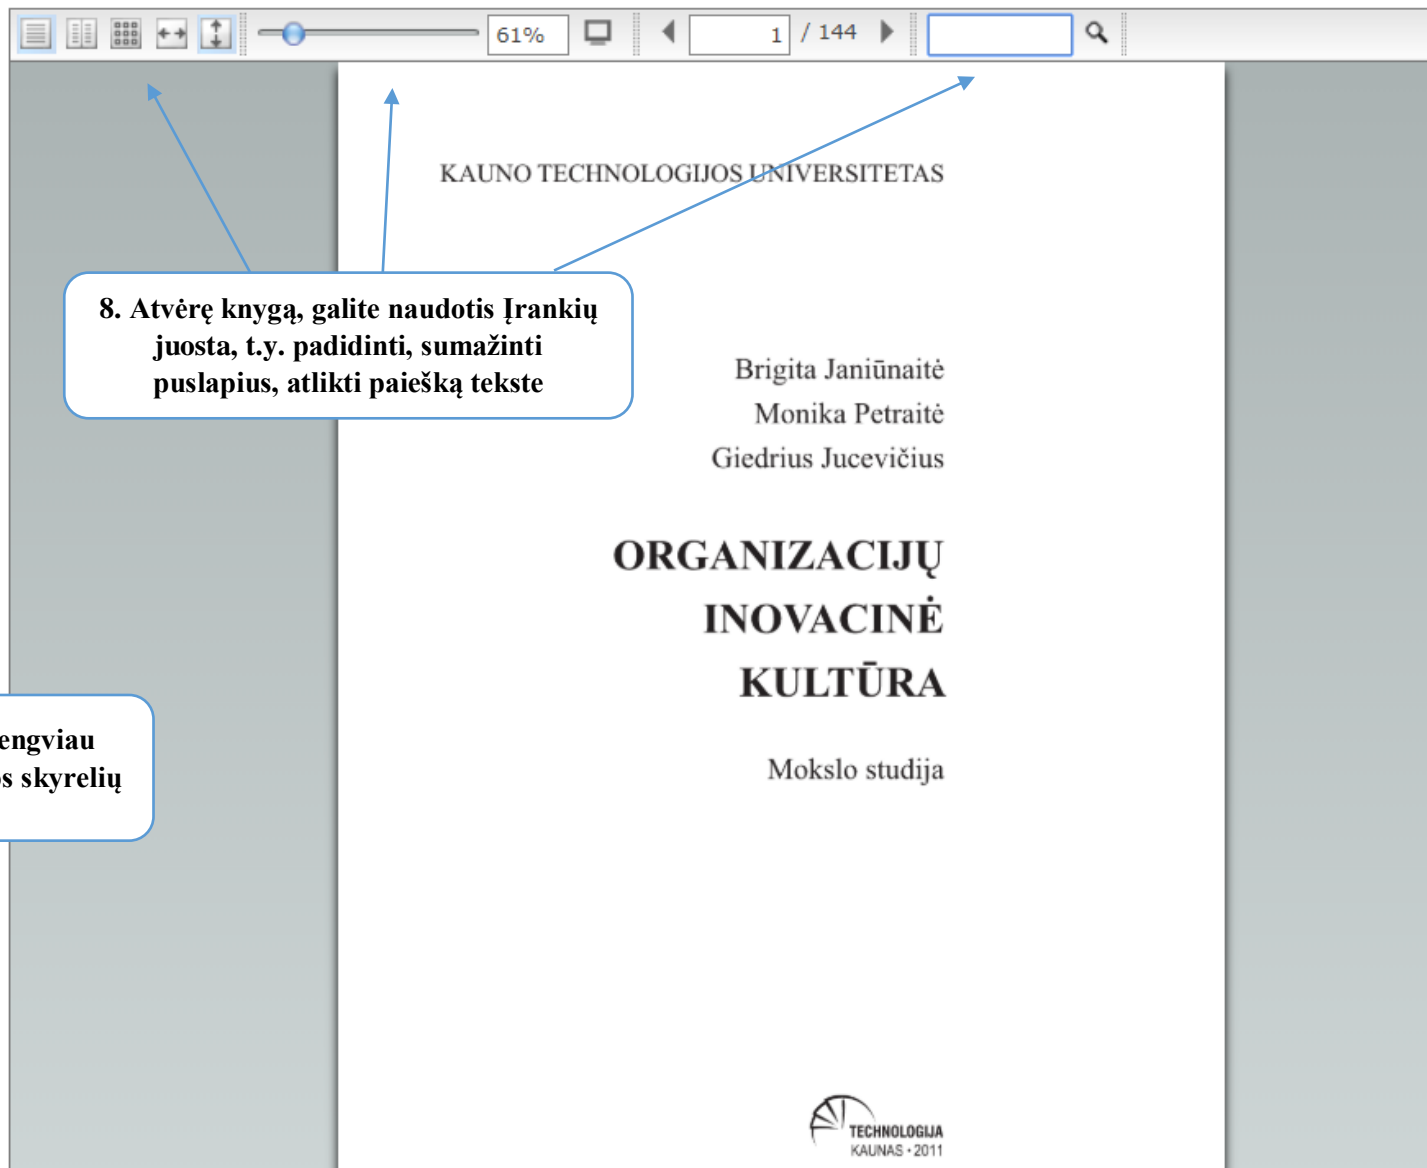 61%
1 / 144
KAUNO TECHNOLOGIJOS UNIVERSITETAS
8. Atvėrę knygą, galite naudotis Įrankių
juosta, t.y. padidinti, sumažinti
puslapius, atlikti paiešką tekste
Brigita Janiūnaitė
Monika Petraitė
Giedrius Jucevičius
ORGANIZACIJŲ
INOVACINĖ
KULTŪRA
skyrelių
Mokslo studija
TECHNOLOGIJA
KAUNAS • 2011